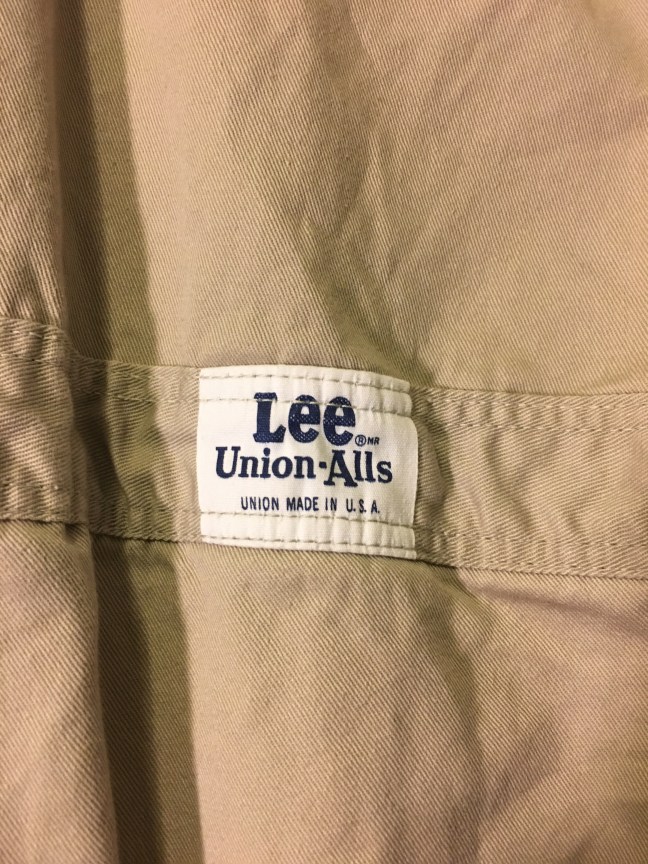 Lee ® MR
Union-Alls
UNION MADE IN U.S.A.